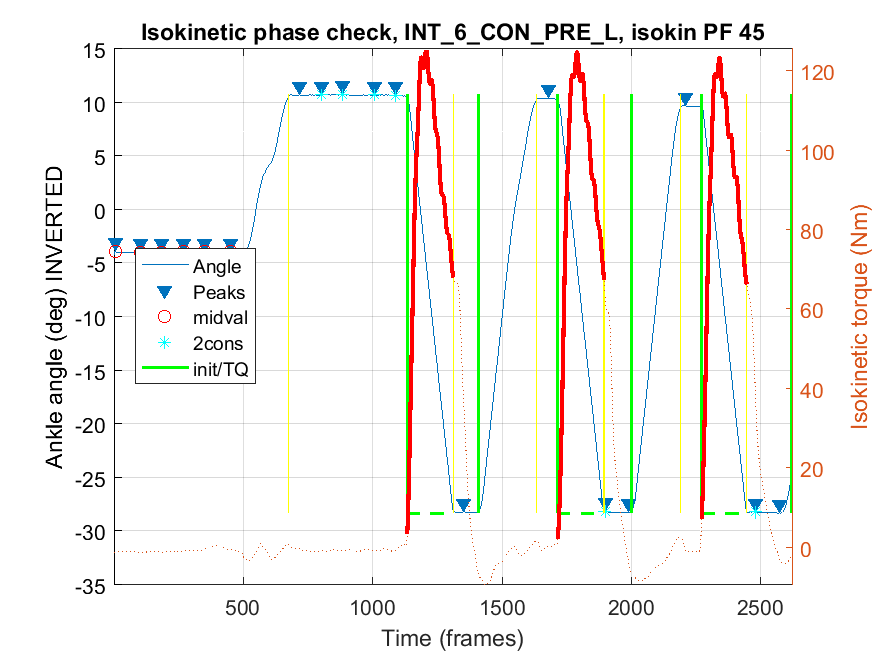 Isokinetic phase check, INT_6_CON_PRE_L, isokin PF 45
Ankle angle (deg) INVERTED
15
10
5
0
-5
-10
-15
-20
-25
-30
-35
Angle
Peaks
midval
2cons
init/TQ
120
100
80
60
40
20
0
Isokinetic torque (Nm)
500
1000
1500
2000
2500
Time (frames)